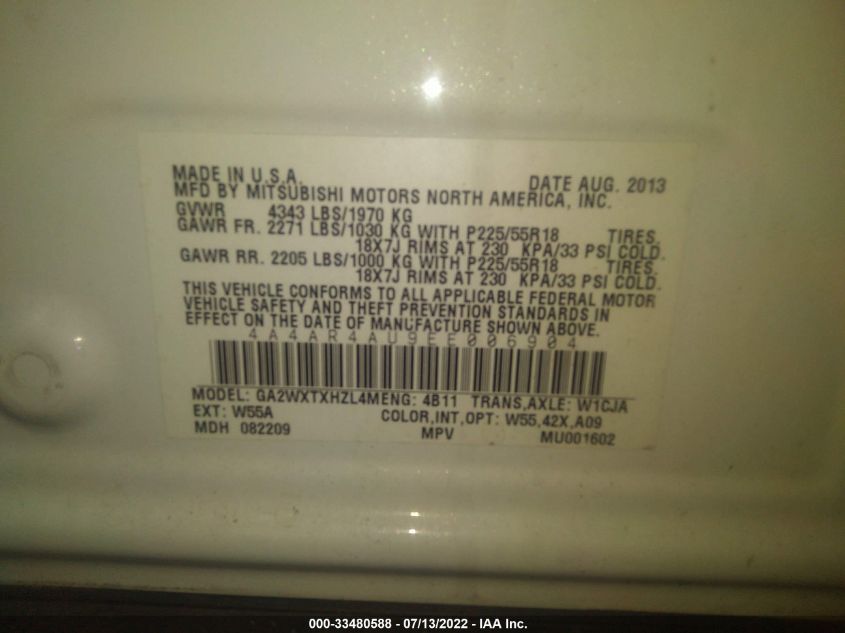 MADE IN U.S.A. DATE AUG. 2013
MFD BY MITSUBISHI MOTORS NORTH AMERICA, INC.
GVWR 4343 LBS/1970 KG
GAWR FR. 2271 LBS/1030 KG WITH P225/55R18 TIRES.
18X7J RIMS AT 230 KPA/33 PSI COLD.
GAWR RR. 2205 LBS/1000 KG WITH P225/55R18 TIRES.
18X7J RIMS AT 230 KPA/33 PSI COLD.
THIS VEHICLE CONFORMS TO ALL APPLICABLE FEDERAL MOTOR
VEHICLE SAFETY AND THEFT PREVENTION STANDARDS IN
EFFECT ON THE DATE OF MANUFACTURE SHOWN ABOVE.
4A4AR4AU9EE006904
MODEL: GA2WXTXHZL4MENG: 4B11 TRANS,AXLE: W1CJA
EXT: W55A COLOR,INT,OPT: W55,42X,A09
MDH 082209 MPV MU001602
000-33480588 - 07/13/2022 - IAA Inc.